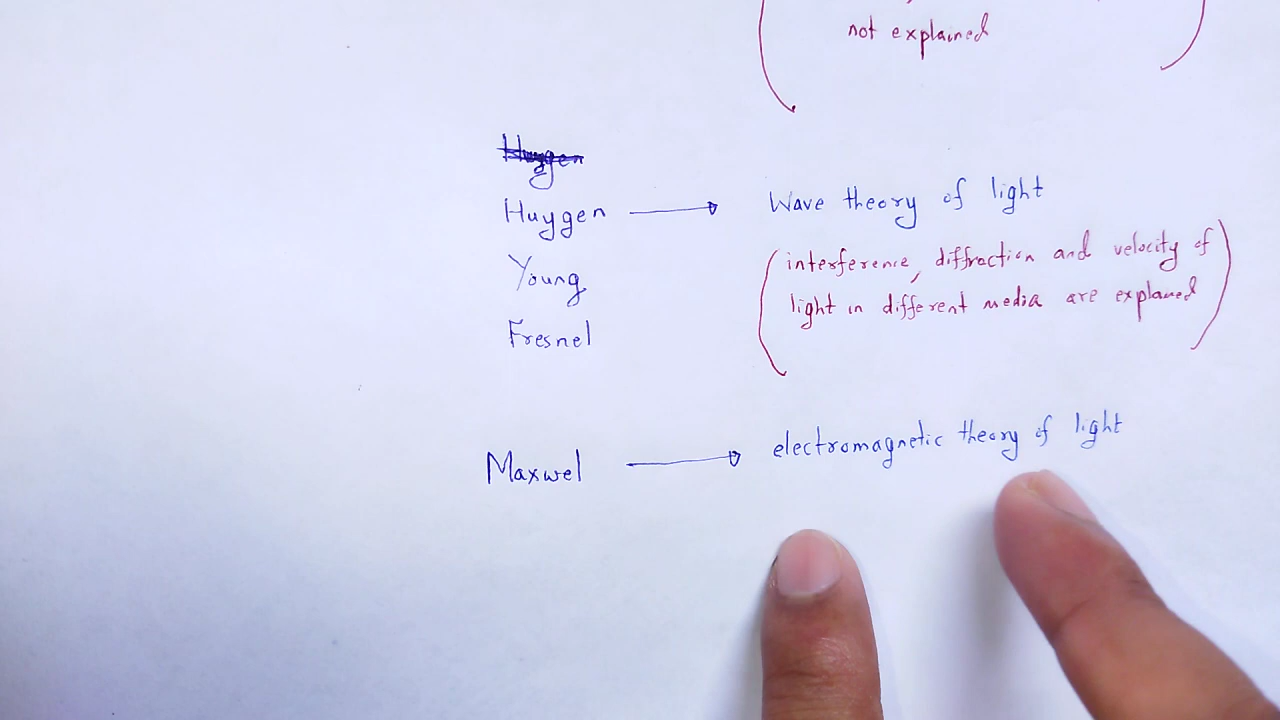 not explained
Huygen
Huygen → Wave theory of light
Young
Fresnel
(interference, diffraction and velocity of
light in different media are explained)
Maxwel → electromagnetic theory of light